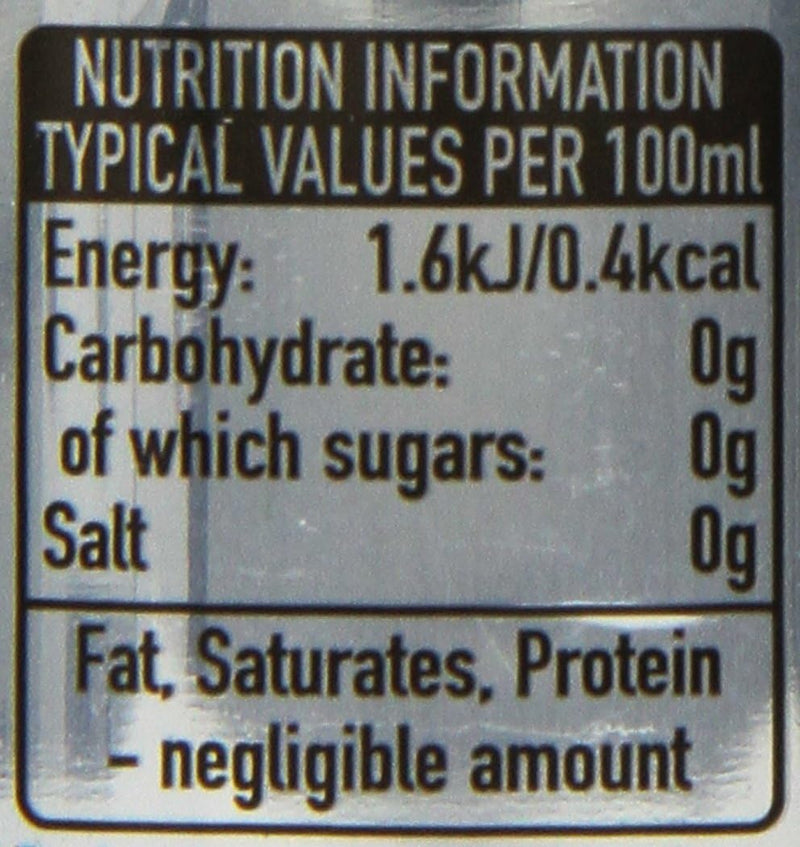 NUTRITION INFORMATION
TYPICAL VALUES PER 100ml
Energy: 1.6kJ/0.4kcal
Carbohydrate: 0g
of which sugars: 0g
Salt 0g
Fat, Saturates, Protein
– negligible amount